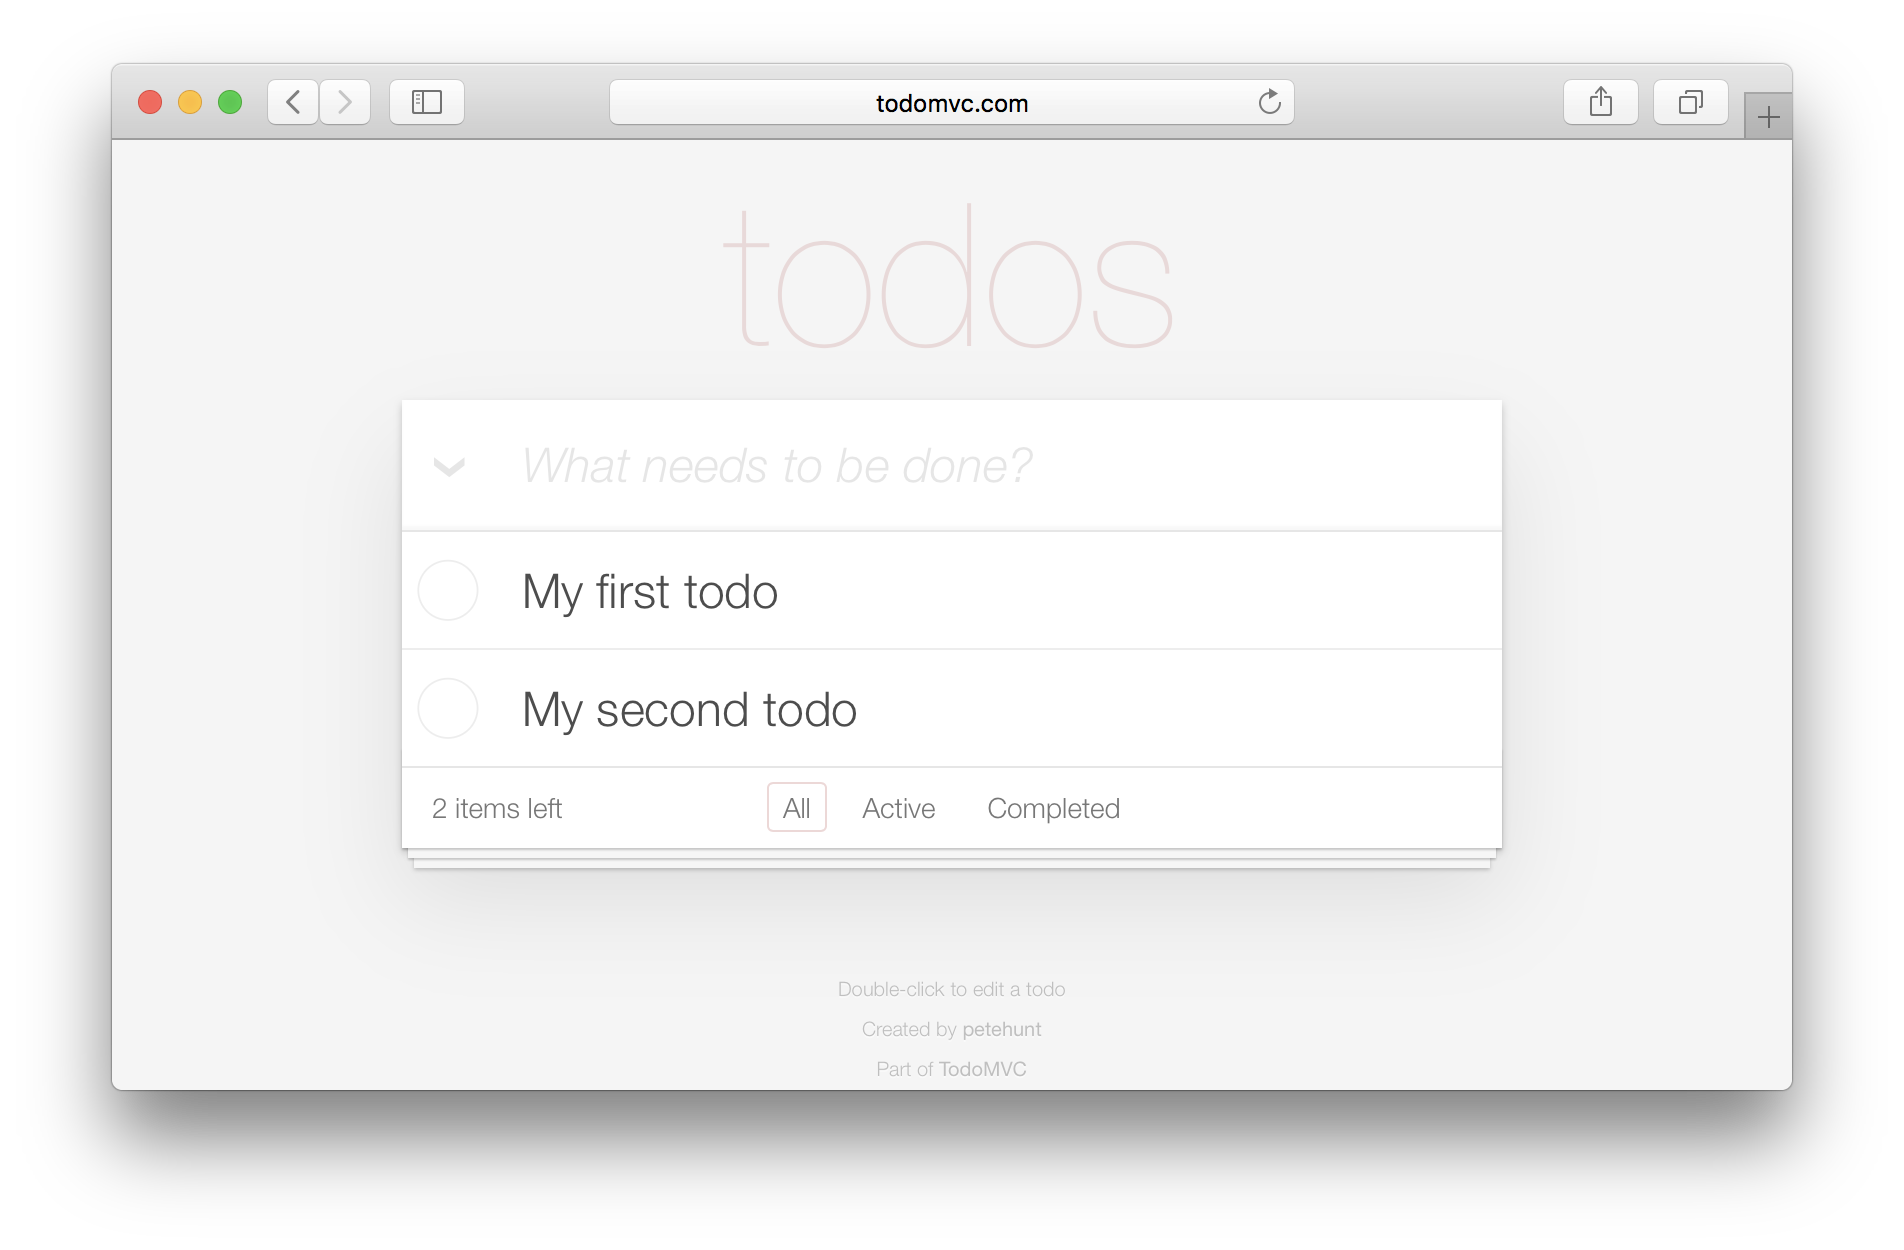 todomvc.com
todos
What needs to be done?
My first todo
My second todo
2 items left All Active Completed
Double-click to edit a todo
Created by petehunt
Part of TodoMVC